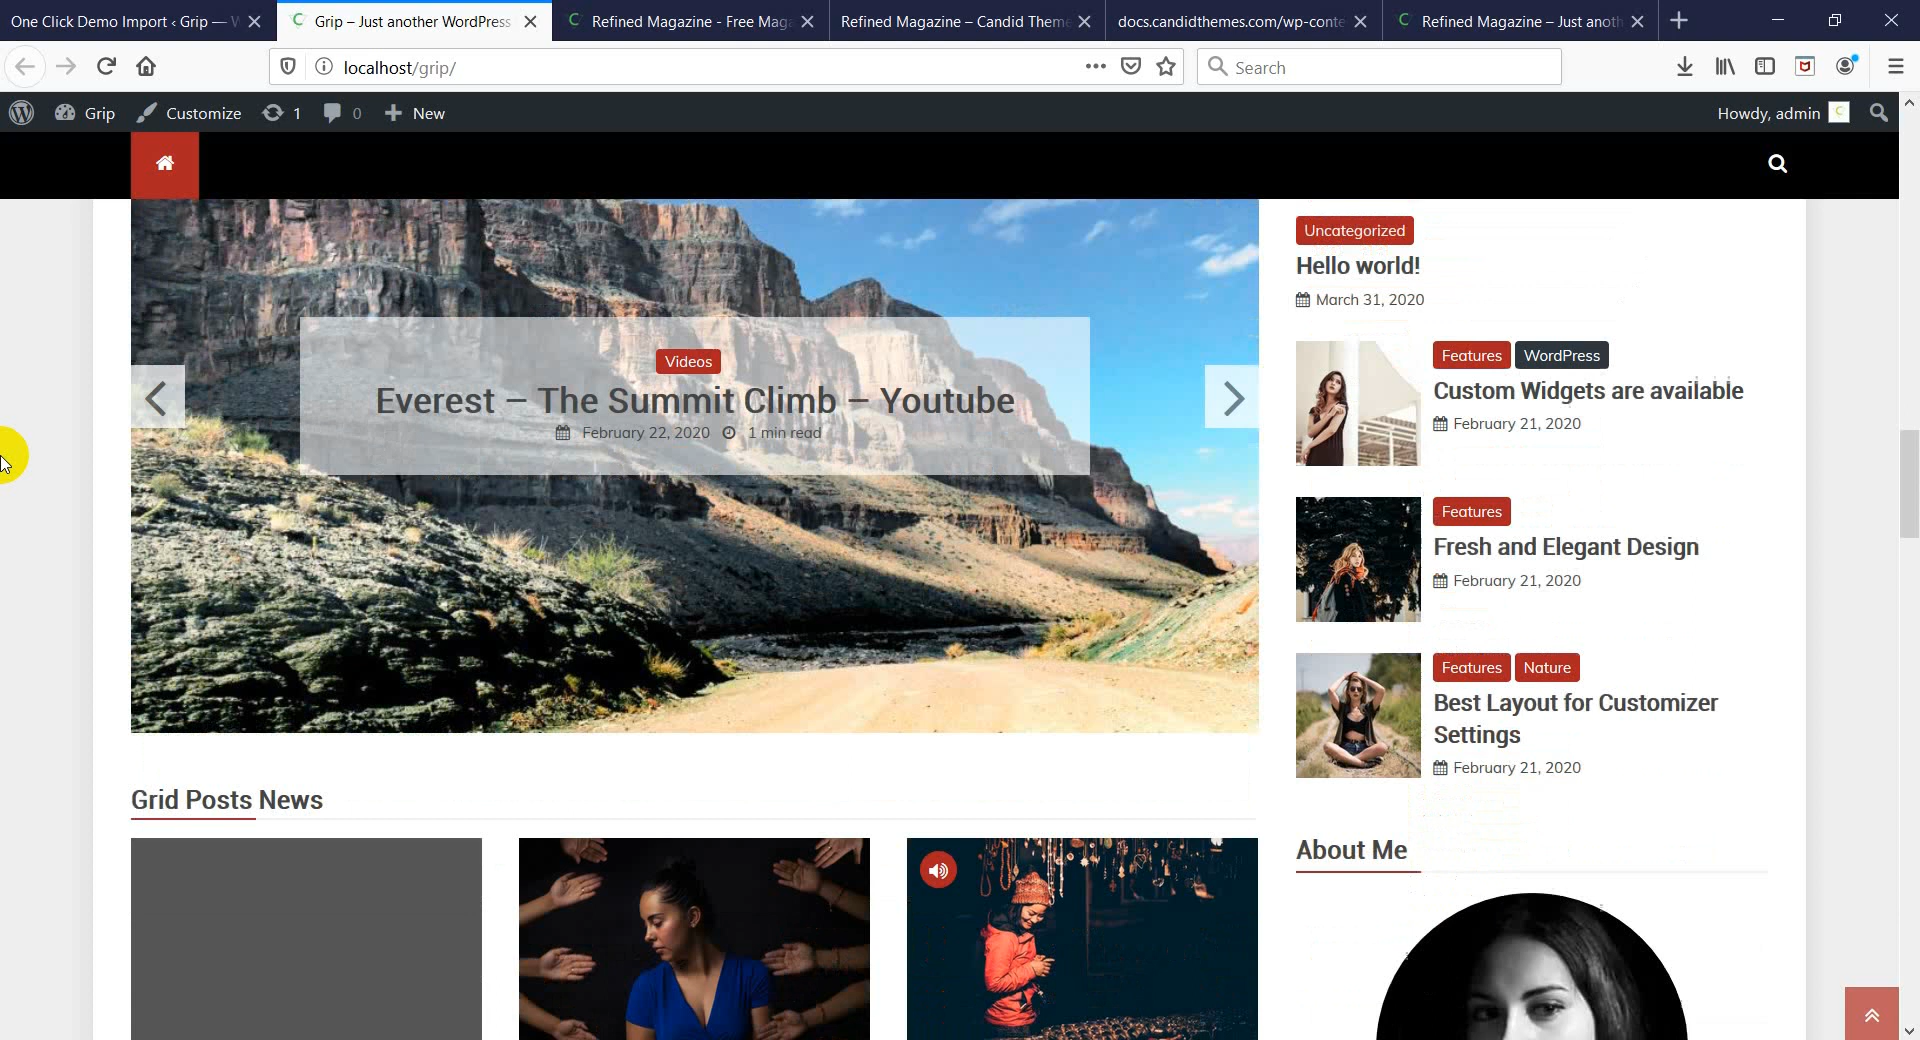 One Click Demo Import ‹ Grip — W
Grip – Just another WordPress
Refined Magazine - Free Maga
Refined Magazine – Candid Theme
docs.candidthemes.com/wp-conte
Refined Magazine – Just anoth
localhost/grip/
Search
Grip
Customize
1
0
New
Howdy, admin
Videos
Everest – The Summit Climb – Youtube
February 22, 2020 1 min read
Uncategorized
Hello world!
March 31, 2020
Features WordPress
Custom Widgets are available
February 21, 2020
Features
Fresh and Elegant Design
February 21, 2020
Features Nature
Best Layout for Customizer
Settings
February 21, 2020
Grid Posts News
About Me